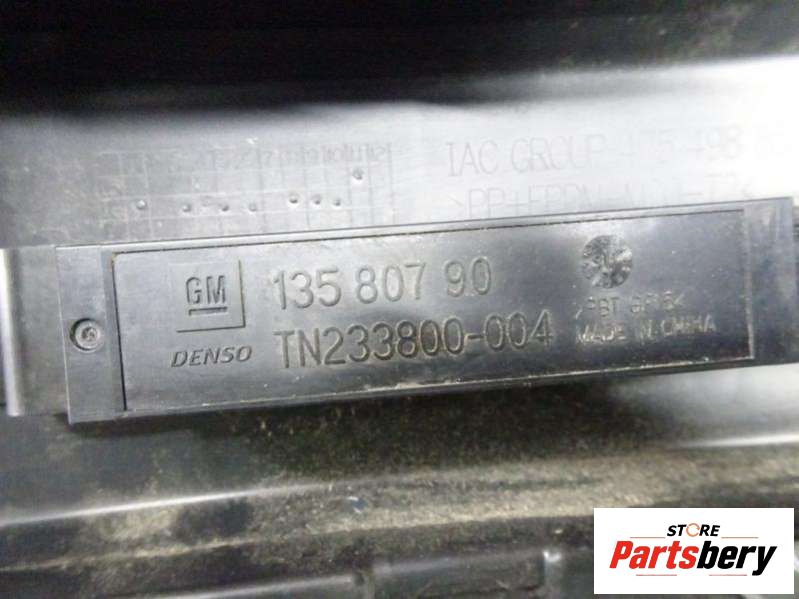 IAC GROUP
GM
135 807 90
DENSO
TN233800-004
MADE IN CHINA
STORE
Partsbery